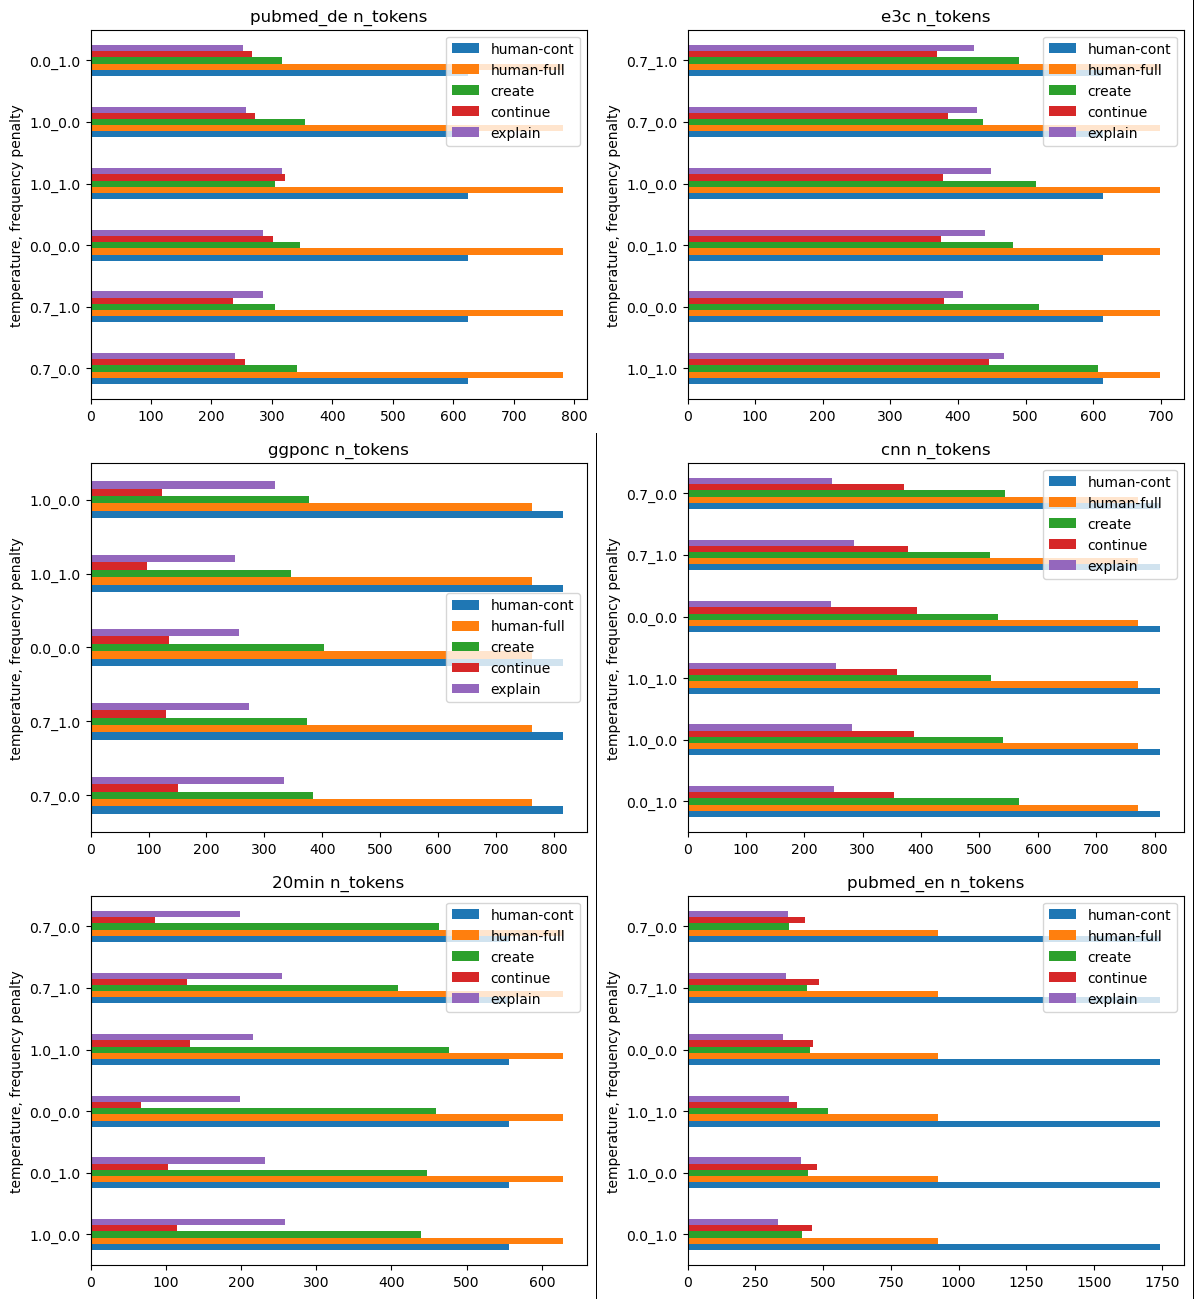 pubmed_de n_tokens
temperature, frequency penalty
0.0_1.0
1.0_0.0
1.0_1.0
0.0_0.0
0.7_1.0
0.7_0.0
0 100 200 300 400 500 600 700 800
human-cont
human-full
create
continue
explain
e3c n_tokens
temperature, frequency penalty
0.7_1.0
0.7_0.0
1.0_0.0
0.0_1.0
0.0_0.0
1.0_1.0
0 100 200 300 400 500 600 700
human-cont
human-full
create
continue
explain
ggponc n_tokens
temperature, frequency penalty
1.0_0.0
1.0_1.0
0.0_0.0
0.7_1.0
0.7_0.0
0 100 200 300 400 500 600 700 800
human-cont
human-full
create
continue
explain
cnn n_tokens
temperature, frequency penalty
0.7_0.0
0.7_1.0
0.0_0.0
1.0_1.0
1.0_0.0
0.0_1.0
0 100 200 300 400 500 600 700 800
human-cont
human-full
create
continue
explain
20min n_tokens
temperature, frequency penalty
0.7_0.0
0.7_1.0
1.0_1.0
0.0_0.0
0.0_1.0
1.0_0.0
0 100 200 300 400 500 600
human-cont
human-full
create
continue
explain
pubmed_en n_tokens
temperature, frequency penalty
0.7_0.0
0.7_1.0
0.0_0.0
1.0_1.0
1.0_0.0
0.0_1.0
0 250 500 750 1000 1250 1500 1750
human-cont
human-full
create
continue
explain